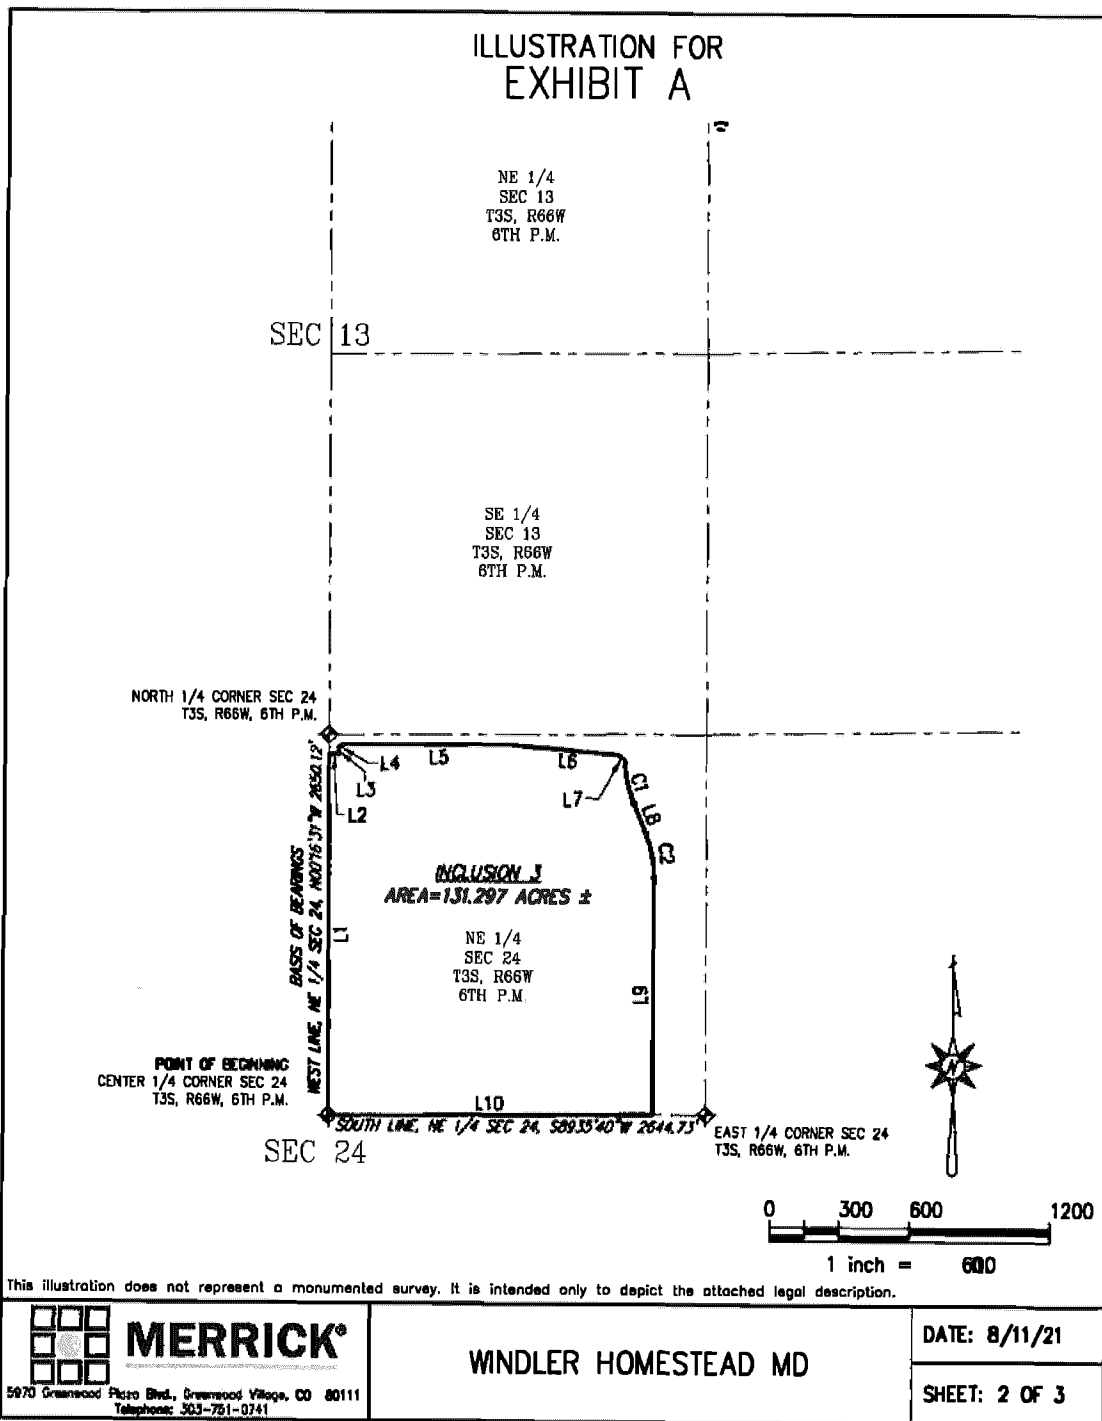 ILLUSTRATION FOR
EXHIBIT A
NE 1/4
SEC 13
T3S, R66W
6TH P.M.
SEC 13
SE 1/4
SEC 13
T3S, R66W
6TH P.M.
NORTH 1/4 CORNER SEC 24
T3S, R66W, 6TH P.M.
L5
L4
L6
L3
L2
L7
C1
L8
C2
BASIS OF BEARINGS
WEST LINE, NE 1/4 SEC 24, N00°16'31"W 2650.12'
L1
INCLUSION 3
AREA=131.297 ACRES ±
NE 1/4
SEC 24
T3S, R66W
6TH P.M.
L9
POINT OF BEGINNING
CENTER 1/4 CORNER SEC 24
T3S, R66W, 6TH P.M.
L10
SOUTH LINE, NE 1/4 SEC 24, S89°35'40"W 2644.73'
EAST 1/4 CORNER SEC 24
T3S, R66W, 6TH P.M.
SEC 24
N
0 300 600 1200
1 inch =
This illustration does not represent a monumented survey. It is intended only to depict the attached legal description.
MERRICK®
5970 Greenwood Plaza Blvd., Greenwood Village, CO 80111
Telephone: 303-751-0741
WINDLER HOMESTEAD MD
DATE: 8/11/21
SHEET: 2 OF 3